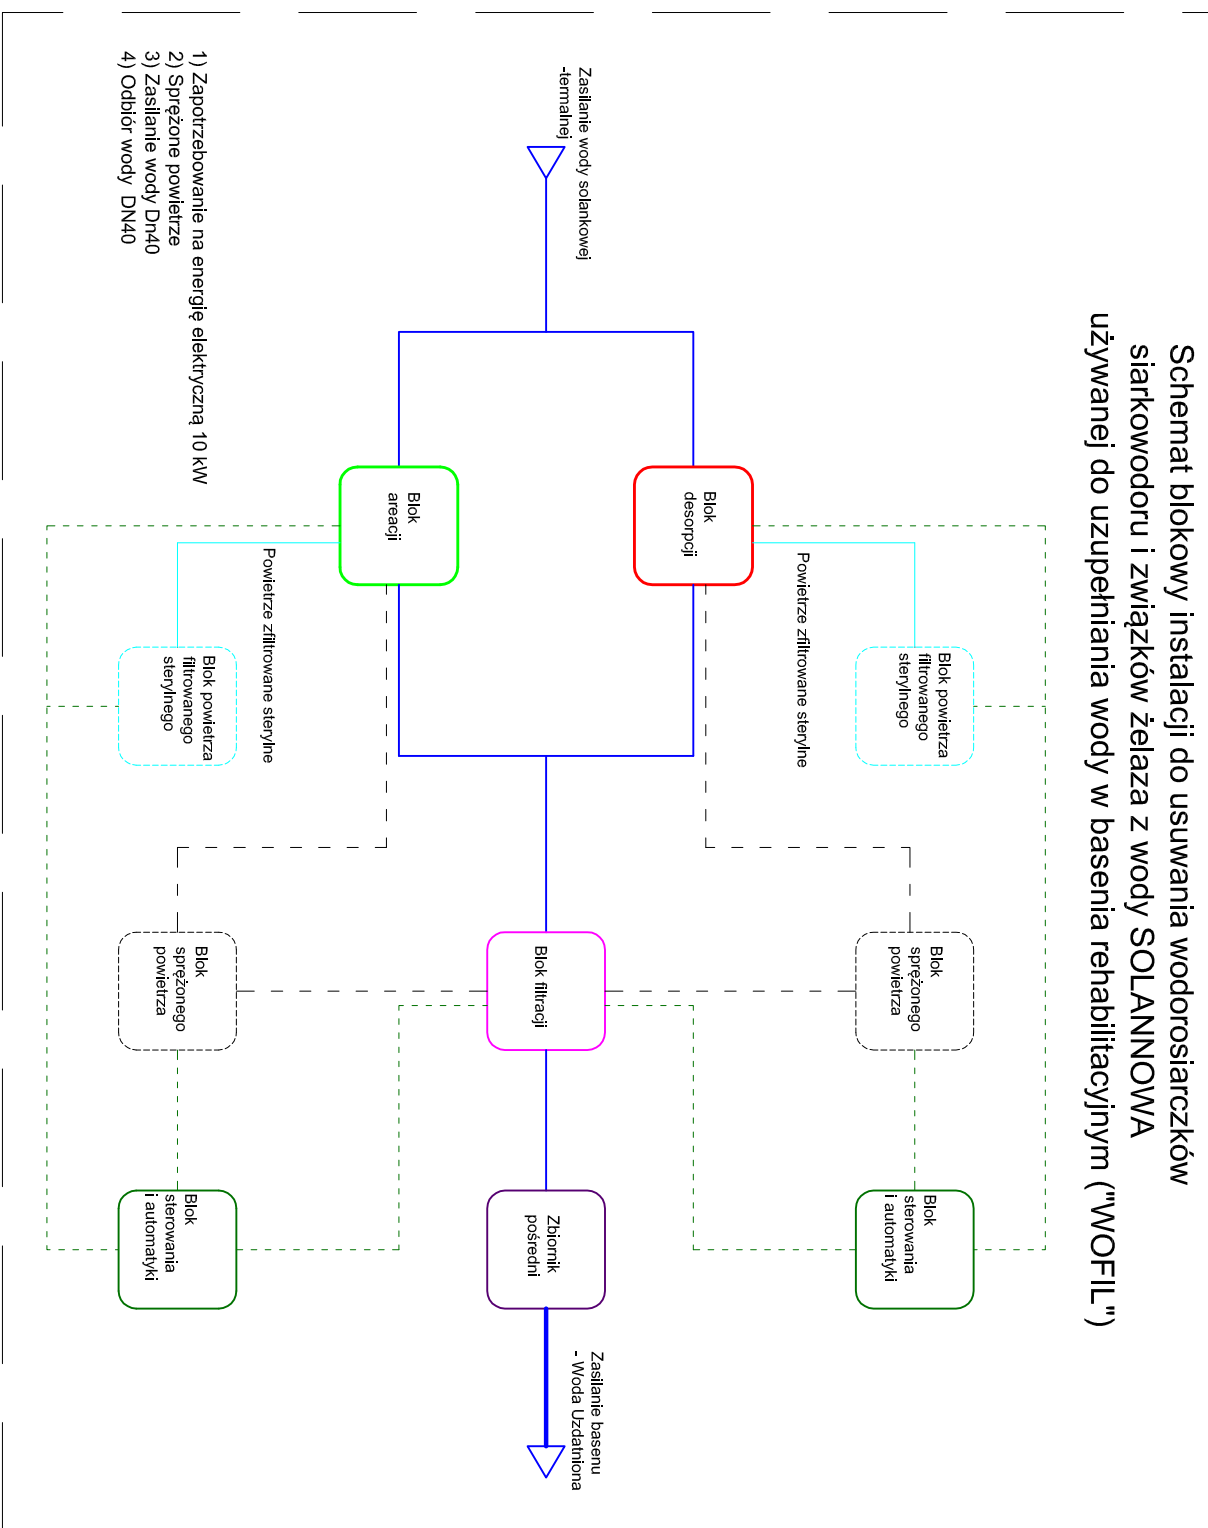 Schemat blokowy instalacji do usuwania wodorosiarczków
siarkowodoru i związków żelaza z wody SOLANNOWA
używanej do uzupełniania wody w basenia rehabilitacyjnym ("WOFIL")
Blok powietrza
filtrowanego
sterylnego
Blok
sprężonego
powietrza
Blok
sterowania
i automatyki
Powietrze zfiltrowane sterylne
Blok
desorpcji
Zasilanie wody solankowej
-termalnej
Blok filtracji
Zbiornik
pośredni
Zasilanie basenu
- Woda Uzdatniona
Blok
areacji
Powietrze zfiltrowane sterylne
Blok powietrza
filtrowanego
sterylnego
Blok
sprężonego
powietrza
Blok
sterowania
i automatyki
1) Zapotrzebowanie na energię elektryczną 10 kW
2) Sprężone powietrze
3) Zasilanie wody Dn40
4) Odbiór wody DN40